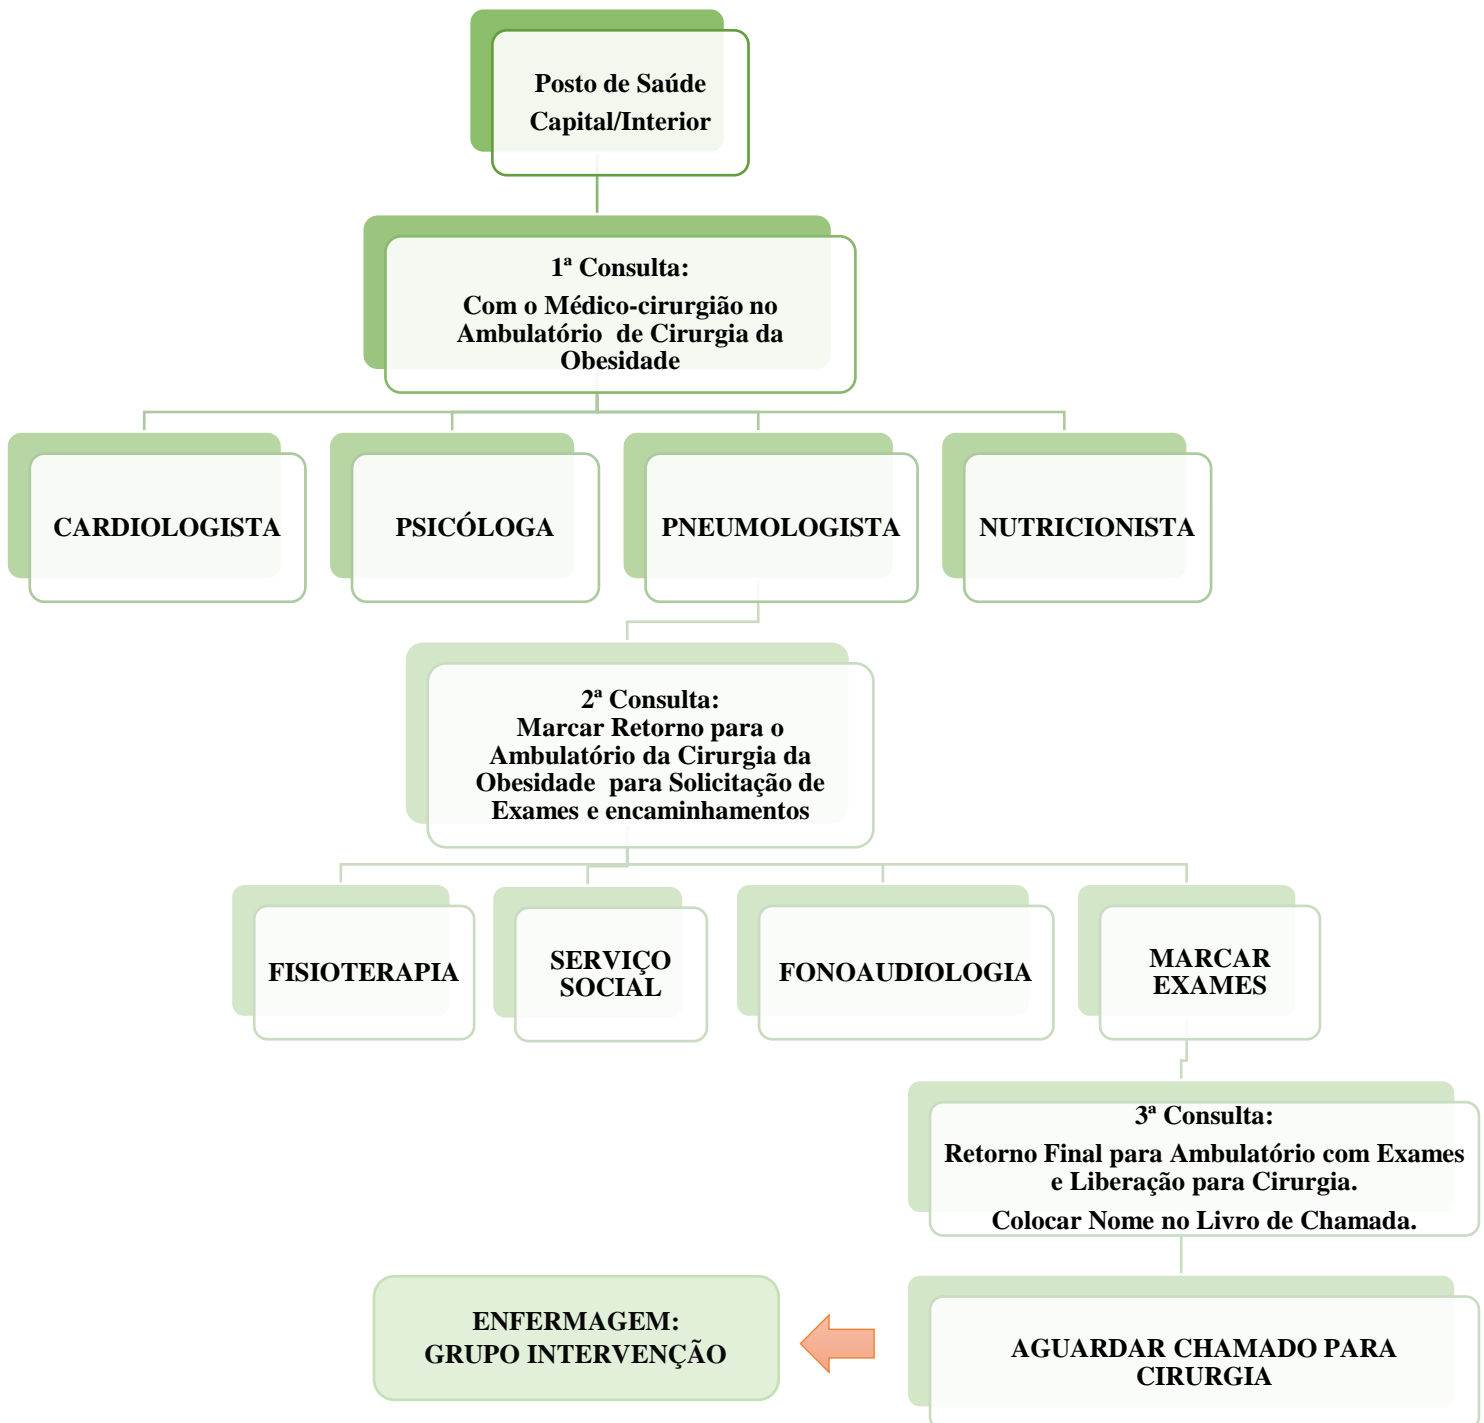 Posto de Saúde
Capital/Interior
1ª Consulta:
Com o Médico-cirurgião no
Ambulatório de Cirurgia da
Obesidade
CARDIOLOGISTA
PSICÓLOGA
PNEUMOLOGISTA
NUTRICIONISTA
2ª Consulta:
Marcar Retorno para o
Ambulatório da Cirurgia da
Obesidade para Solicitação de
Exames e encaminhamentos
FISIOTERAPIA
SERVIÇO
SOCIAL
FONOAUDIOLOGIA
MARCAR
EXAMES
3ª Consulta:
Retorno Final para Ambulatório com Exames
e Liberação para Cirurgia.
Colocar Nome no Livro de Chamada.
AGUARDAR CHAMADO PARA
CIRURGIA
ENFERMAGEM:
GRUPO INTERVENÇÃO